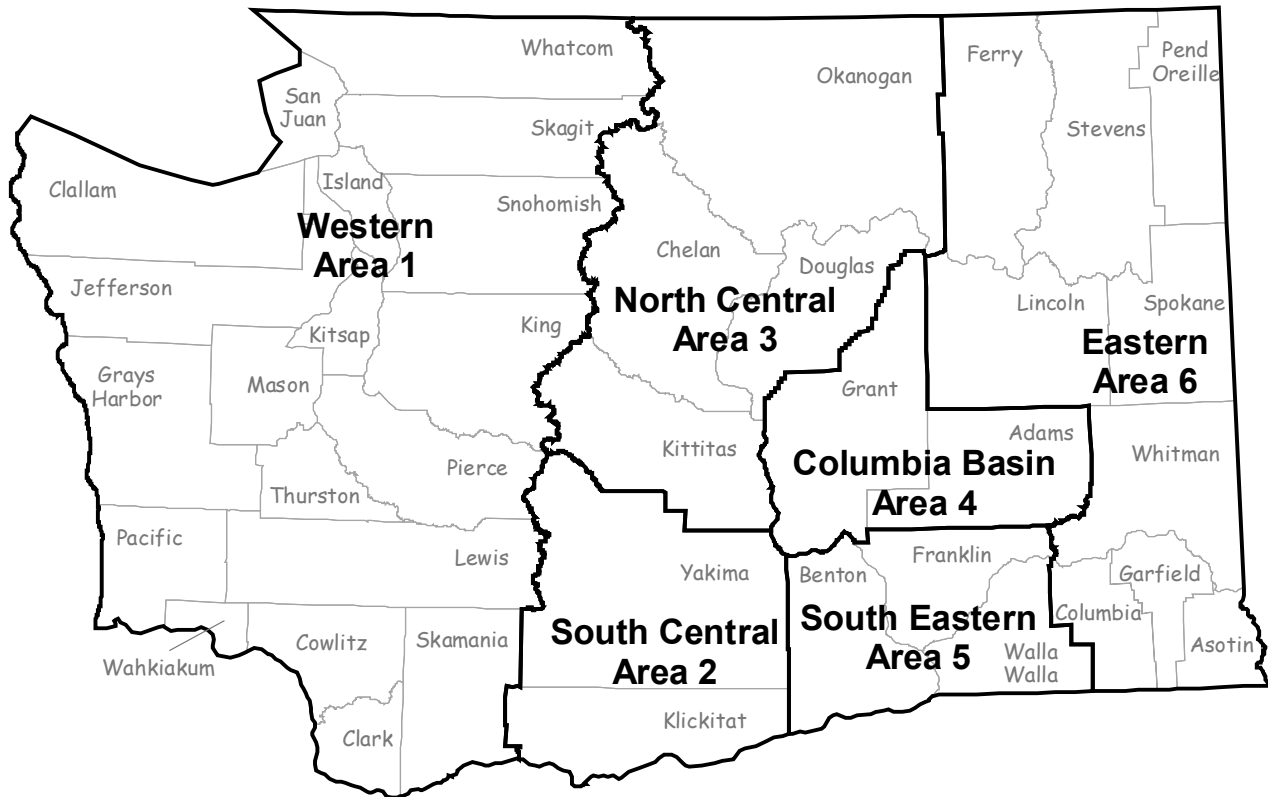 Whatcom
Okanogan
Ferry
Pend
Oreille
San
Juan
Skagit
Stevens
Clallam
Island
Snohomish
Western
Area 1
Chelan
Douglas
Jefferson
Kitsap
King
North Central
Area 3
Lincoln
Spokane
Eastern
Area 6
Grays
Harbor
Mason
Grant
Kittitas
Adams
Whitman
Pierce
Thurston
Columbia Basin
Area 4
Pacific
Lewis
Yakima
Benton
Franklin
Garfield
Columbia
Asotin
South Central
Area 2
South Eastern
Area 5
Walla
Walla
Wahkiakum
Cowlitz
Skamania
Klickitat
Clark